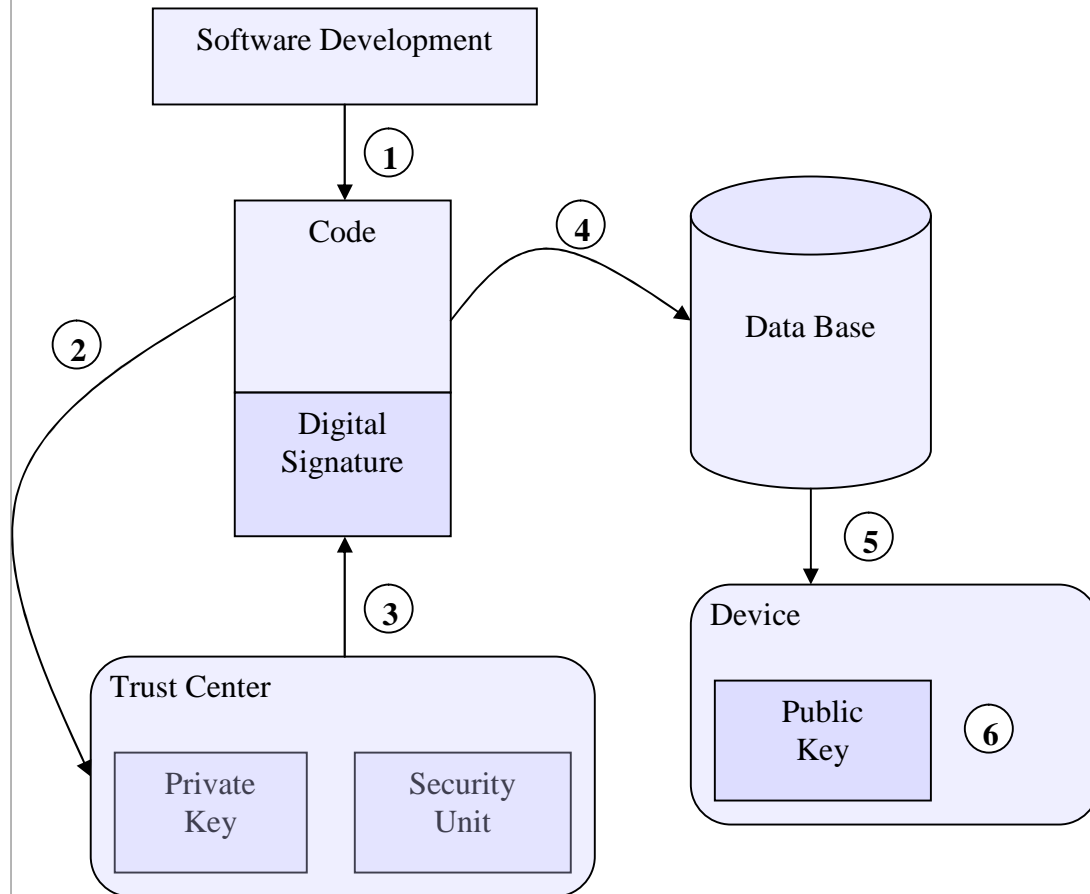 Software Development
1
Code
4
2
Data Base
Digital
Signature
5
3
Device
Trust Center
Public
Key
6
Private
Key
Security
Unit